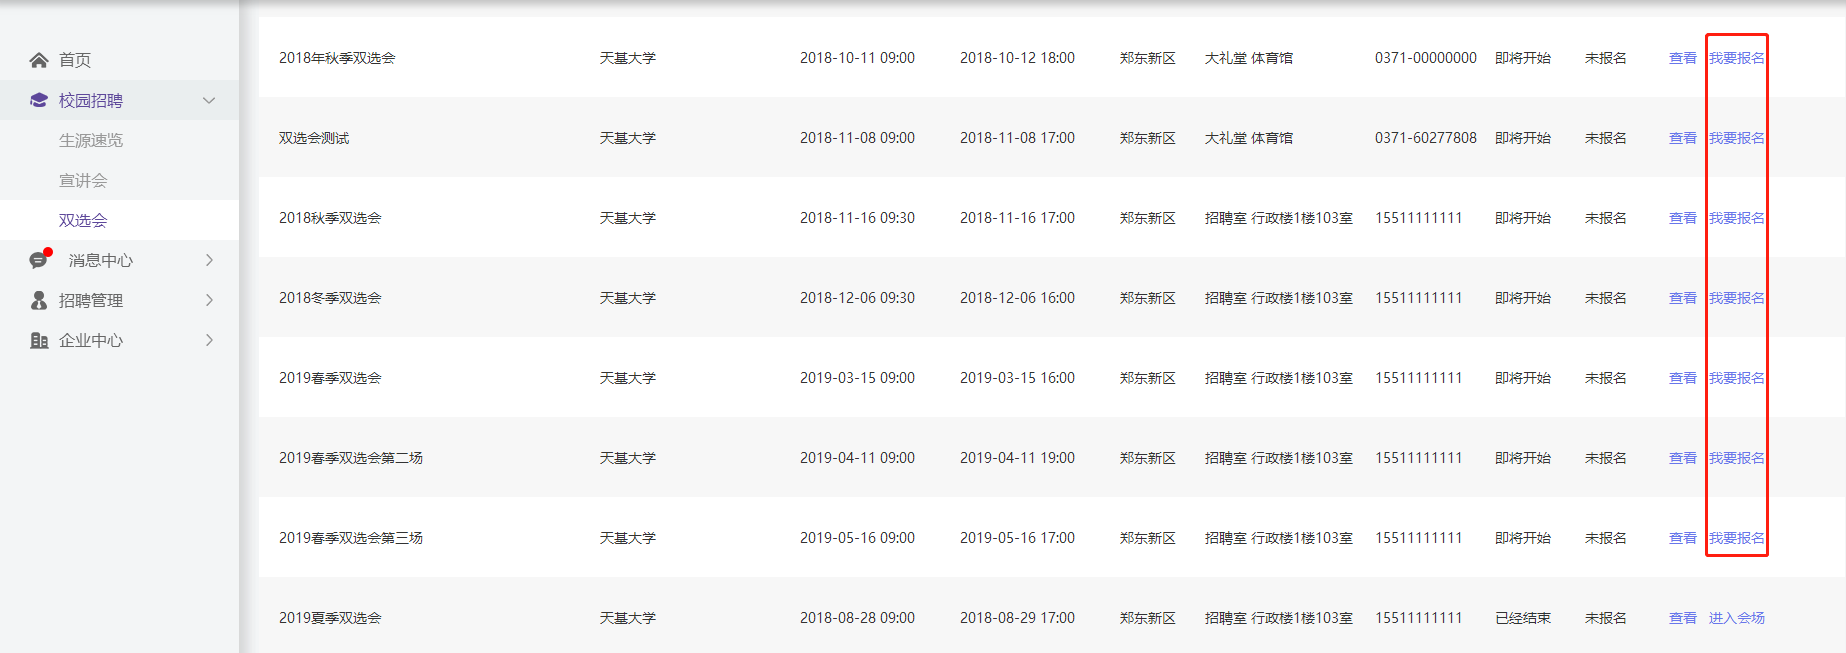 首页
校园招聘
生源速览
宣讲会
双选会
消息中心
招聘管理
企业中心
2018年秋季双选会 天基大学 2018-10-11 09:00 2018-10-12 18:00 郑东新区 大礼堂 体育馆 0371-00000000 即将开始 未报名 查看 我要报名
双选会测试 天基大学 2018-11-08 09:00 2018-11-08 17:00 郑东新区 大礼堂 体育馆 0371-60277808 即将开始 未报名 查看 我要报名
2018秋季双选会 天基大学 2018-11-16 09:30 2018-11-16 17:00 郑东新区 招聘室 行政楼1楼103室 15511111111 即将开始 未报名 查看 我要报名
2018冬季双选会 天基大学 2018-12-06 09:30 2018-12-06 16:00 郑东新区 招聘室 行政楼1楼103室 15511111111 即将开始 未报名 查看 我要报名
2019春季双选会 天基大学 2019-03-15 09:00 2019-03-15 16:00 郑东新区 招聘室 行政楼1楼103室 15511111111 即将开始 未报名 查看 我要报名
2019春季双选会第二场 天基大学 2019-04-11 09:00 2019-04-11 19:00 郑东新区 招聘室 行政楼1楼103室 15511111111 即将开始 未报名 查看 我要报名
2019春季双选会第三场 天基大学 2019-05-16 09:00 2019-05-16 17:00 郑东新区 招聘室 行政楼1楼103室 15511111111 即将开始 未报名 查看 我要报名
2019夏季双选会 天基大学 2018-08-28 09:00 2018-08-29 17:00 郑东新区 招聘室 行政楼1楼103室 15511111111 已经结束 未报名 查看 进入会场